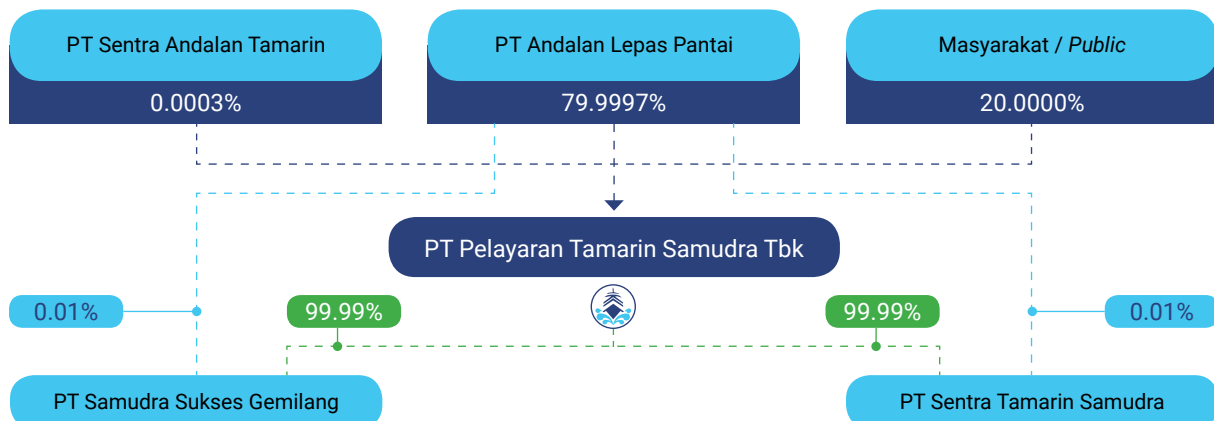 PT Sentra Andalan Tamarin
0.0003%
PT Andalan Lepas Pantai
79.9997%
Masyarakat / Public
20.0000%
PT Pelayaran Tamarin Samudra Tbk
0.01%
99.99%
99.99%
0.01%
PT Samudra Sukses Gemilang
PT Sentra Tamarin Samudra